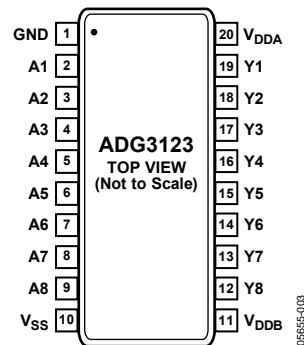 GND 1 20 VDDA
A1 2 19 Y1
A2 3 18 Y2
A3 4 17 Y3
A4 5 16 Y4
A5 6 15 Y5
A6 7 14 Y6
A7 8 13 Y7
A8 9 12 Y8
VSS 10 11 VDDB
ADG3123
TOP VIEW
(Not to Scale)
05655-003